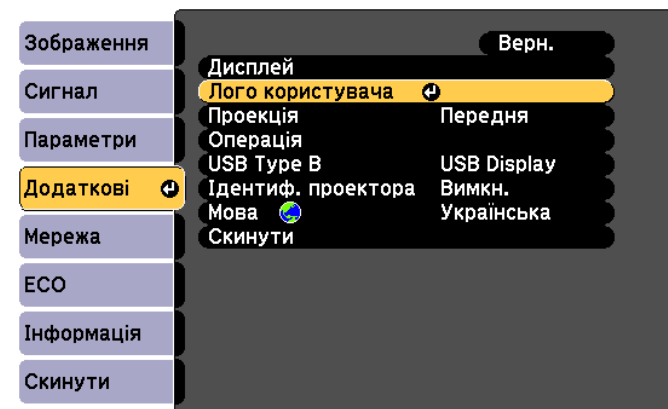 Зображення
Сигнал
Параметри
Додаткові
Мережа
ECO
Інформація
Скинути
Верн.
Дисплей
Лого користувача
Проекція Передня
Операція
USB Type B USB Display
Ідентиф. проектора Вимкн.
Мова Українська
Скинути